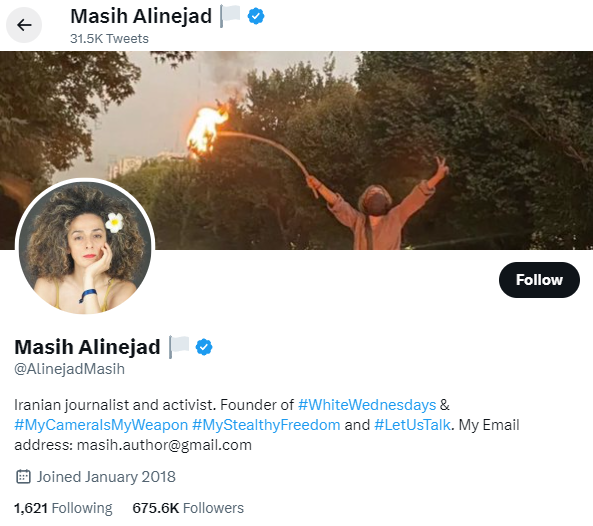 Masih Alinejad
31.5K Tweets
Follow
Masih Alinejad
@AlinejadMasih
Iranian journalist and activist. Founder of #WhiteWednesdays &
#MyCameraIsMyWeapon #MyStealthyFreedom and #LetUsTalk. My Email
address: masih.author@gmail.com
Joined January 2018
1,621 Following 675.6K Followers